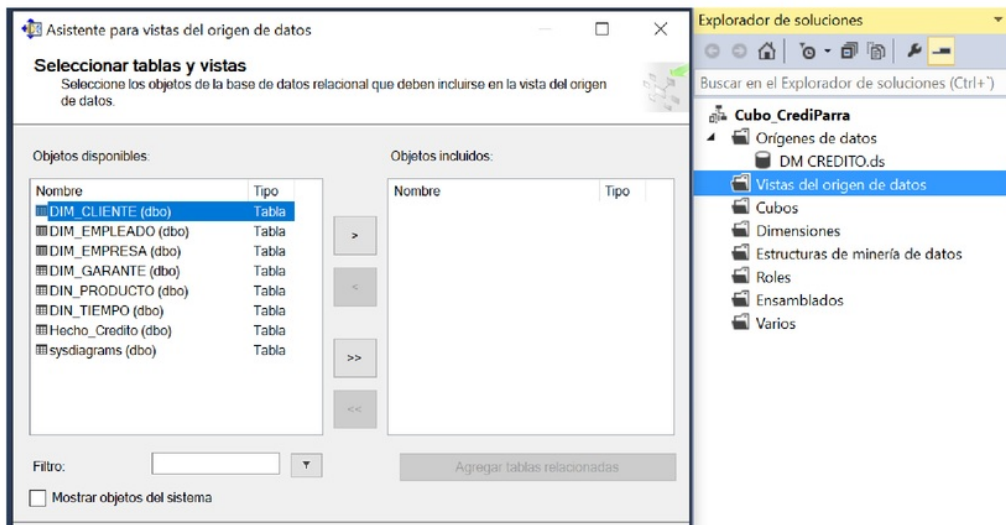 Asistente para vistas del origen de datos
Seleccionar tablas y vistas
Seleccione los objetos de la base de datos relacional que deben incluirse en la vista del origen
de datos.
Objetos disponibles:
Nombre Tipo
DIM_CLIENTE (dbo) Tabla
DIM_EMPLEADO (dbo) Tabla
DIM_EMPRESA (dbo) Tabla
DIM_GARANTE (dbo) Tabla
DIN_PRODUCTO (dbo) Tabla
DIN_TIEMPO (dbo) Tabla
Hecho_Credito (dbo) Tabla
sysdiagrams (dbo) Tabla
>
<
>>
<<
Objetos incluidos:
Nombre Tipo
Filtro:
Agregar tablas relacionadas
Mostrar objetos del sistema
Explorador de soluciones
Buscar en el Explorador de soluciones (Ctrl+`)
Cubo_CrediParra
Orígenes de datos
DM CREDITO.ds
Vistas del origen de datos
Cubos
Dimensiones
Estructuras de minería de datos
Roles
Ensamblados
Varios